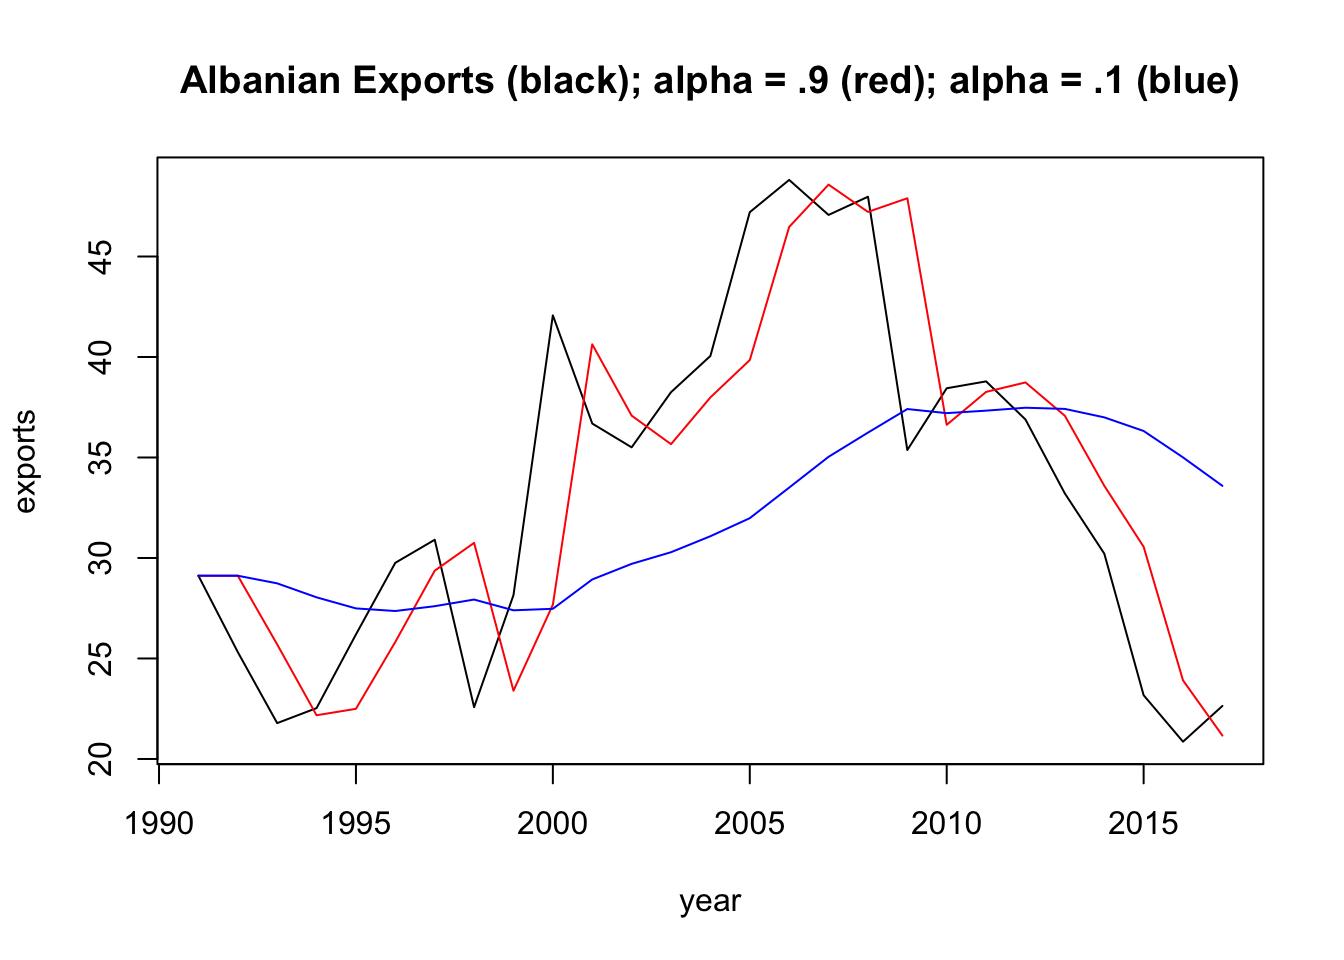 Albanian Exports (black); alpha = .9 (red); alpha = .1 (blue)
45
40
35
30
25
20
exports
1990 1995 2000 2005 2010 2015
year